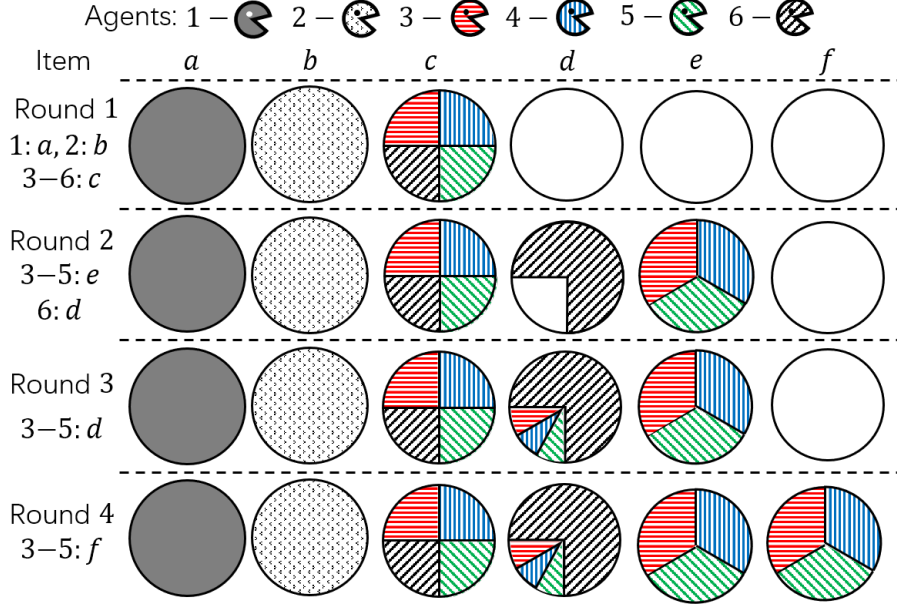 Agents: 1 – 2 – 3 – 4 – 5 – 6 –
Item a b c d e f
Round 1
1: a, 2: b
3−6: c
Round 2
3−5: e
6: d
Round 3
3−5: d
Round 4
3−5: f